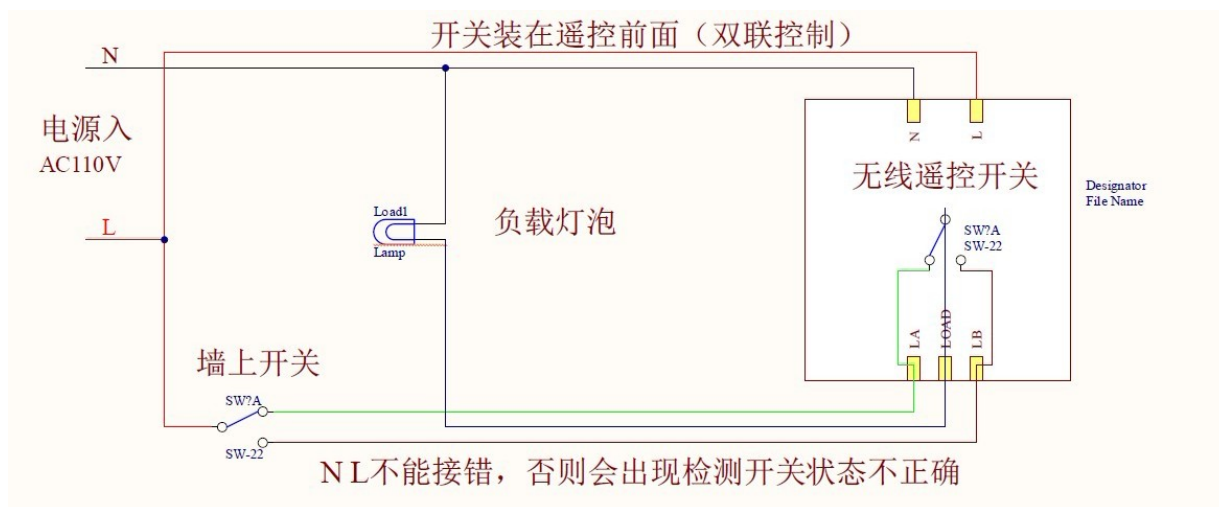 开关装在遥控前面（双联控制）
N
电源入
AC110V
L
Load1
Lamp
负载灯泡
N
L
无线遥控开关
SW?A
SW-22
LA
LOAD
LB
Designator
File Name
墙上开关
SW?A
SW-22
N L不能接错，否则会出现检测开关状态不正确